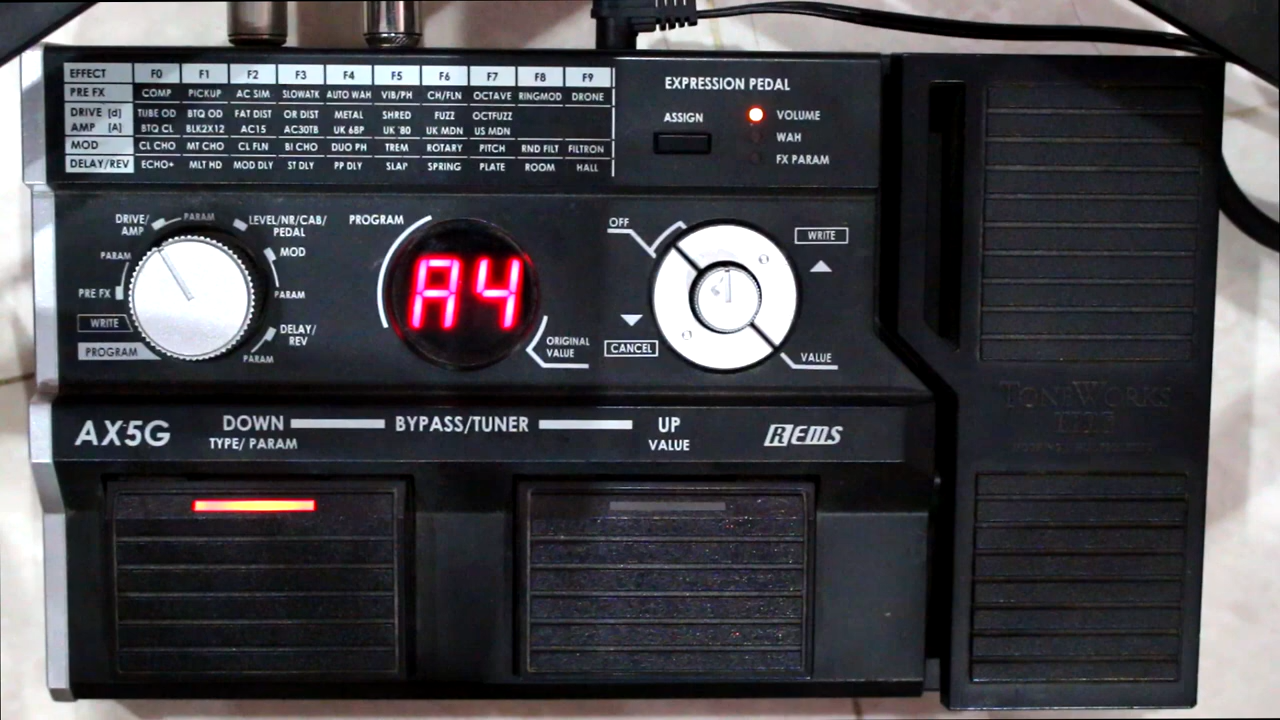 EFFECT F0 F1 F2 F3 F4 F5 F6 F7 F8 F9
PRE FX COMP PICKUP AC SIM SLOWATK AUTO WAH VIB/PH CH/FLN OCTAVE RINGMOD DRONE
DRIVE [d] TUBE OD BTQ OD FAT DIST OR DIST METAL SHRED FUZZ OCTFUZZ
AMP [A] BTQ CL BLK2X12 AC15 AC30TB UK 68P UK '80 UK MDN US MDN
MOD CL CHO MT CHO CL FLN BI CHO DUO PH TREM ROTARY PITCH RND FILT FILTRON
DELAY/REV ECHO+ MLT HD MOD DLY ST DLY PP DLY SLAP SPRING PLATE ROOM HALL
EXPRESSION PEDAL
ASSIGN
VOLUME
WAH
FX PARAM
DRIVE/
AMP
PARAM
LEVEL/NR/CAB/
PEDAL
PARAM
MOD
PRE FX
PARAM
WRITE
DELAY/
REV
PROGRAM
PARAM
PROGRAM
A4
ORIGINAL
VALUE
OFF
WRITE
CANCEL
VALUE
AX5G
DOWN
TYPE/ PARAM
BYPASS/TUNER
UP
VALUE
REMS
TONEWORKS